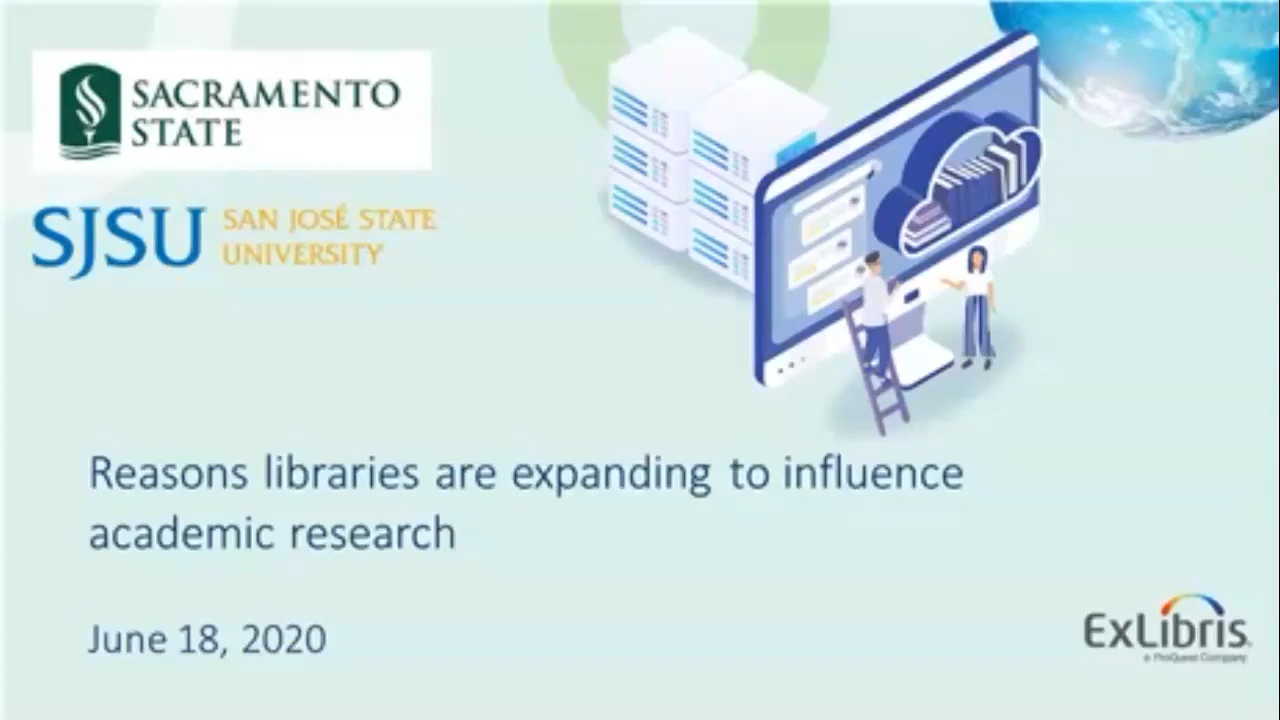 SACRAMENTO
STATE
SJSU SAN JOSÉ STATE
UNIVERSITY
Reasons libraries are expanding to influence
academic research
June 18, 2020
ExLibris
a ProQuest Company